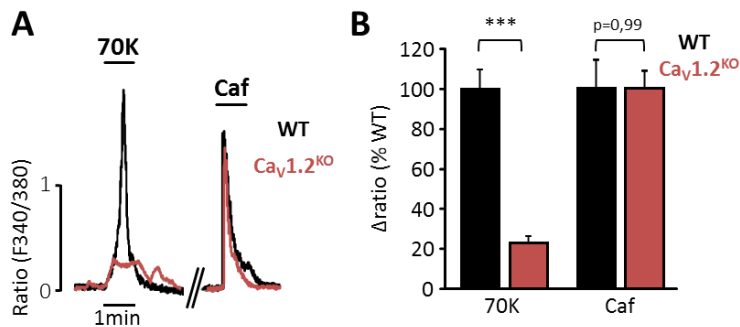 A
70K
Caf
WT
CaV1.2KO
Ratio (F340/380)
1
0
1min
B
*** p=0,99
WT
CaV1.2KO
Δratio (% WT)
120
100
80
60
40
20
0
70K Caf